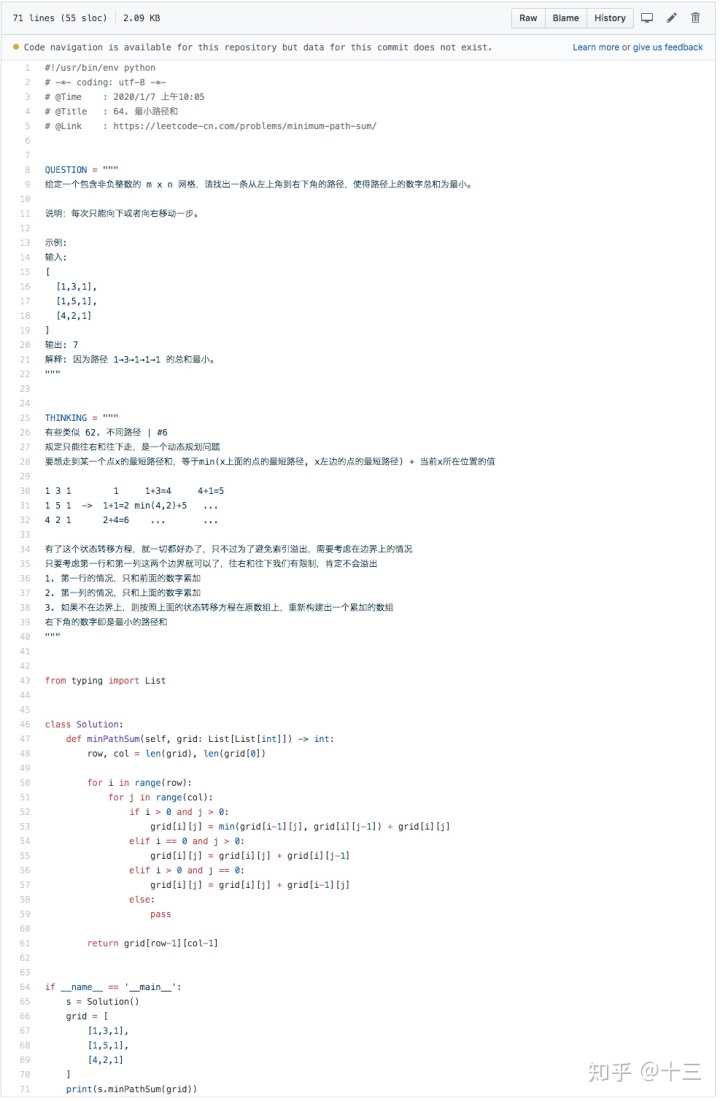 71 lines (55 sloc) 2.09 KB
Raw Blame History
Code navigation is available for this repository but data for this commit does not exist. Learn more or give us feedback
1 #!/usr/bin/env python
2 # -*- coding: utf-8 -*-
3 # @Time    : 2020/1/7 上午10:05
4 # @Title   : 64. 最小路径和
5 # @Link    : https://leetcode-cn.com/problems/minimum-path-sum/
6
7
8 QUESTION = """
9 给定一个包含非负整数的 m x n 网格，请找出一条从左上角到右下角的路径，使得路径上的数字总和为最小。
10
11 说明：每次只能向下或者向右移动一步。
12
13 示例:
14 输入:
15 [
16   [1,3,1],
17   [1,5,1],
18   [4,2,1]
19 ]
20 输出: 7
21 解释: 因为路径 1→3→1→1→1 的总和最小。
22 """
23
24
25 THINKING = """
26 有些类似 62. 不同路径 | #6
27 规定只能往右和往下走，是一个动态规划问题
28 要想走到某一个点x的最短路径和，等于min(x上面的点的最短路径, x左边的点的最短路径) + 当前x所在位置的值
29
30 1 3 1        1     1+3=4     4+1=5
31 1 5 1  ->  1+1=2 min(4,2)+5   ...
32 4 2 1      2+4=6    ...       ...
33
34 有了这个状态转移方程，就一切都好办了，只不过为了避免索引溢出，需要考虑在边界上的情况
35 只要考虑第一行和第一列这两个边界就可以了，往右和往下我们有限制，肯定不会溢出
36 1. 第一行的情况，只和前面的数字累加
37 2. 第一列的情况，只和上面的数字累加
38 3. 如果不在边界上，则按照上面的状态转移方程在原数组上，重新构建出一个累加的数组
39 右下角的数字即是最小的路径和
40 """
41
42
43 from typing import List
44
45
46 class Solution:
47     def minPathSum(self, grid: List[List[int]]) -> int:
48         row, col = len(grid), len(grid[0])
49
50         for i in range(row):
51             for j in range(col):
52                 if i > 0 and j > 0:
53                     grid[i][j] = min(grid[i-1][j], grid[i][j-1]) + grid[i][j]
54                 elif i == 0 and j > 0:
55                     grid[i][j] = grid[i][j] + grid[i][j-1]
56                 elif i > 0 and j == 0:
57                     grid[i][j] = grid[i][j] + grid[i-1][j]
58                 else:
59                     pass
60
61         return grid[row-1][col-1]
62
63
64 if __name__ == '__main__':
65     s = Solution()
66     grid = [
67         [1,3,1],
68         [1,5,1],
69         [4,2,1]
70     ]
71     print(s.minPathSum(grid))
知乎 @十三